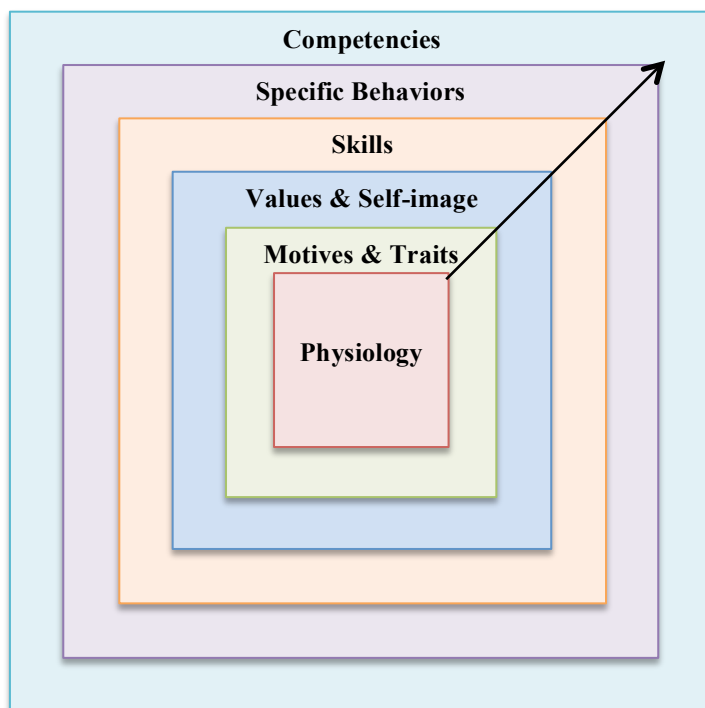 Competencies
Specific Behaviors
Skills
Values & Self-image
Motives & Traits
Physiology